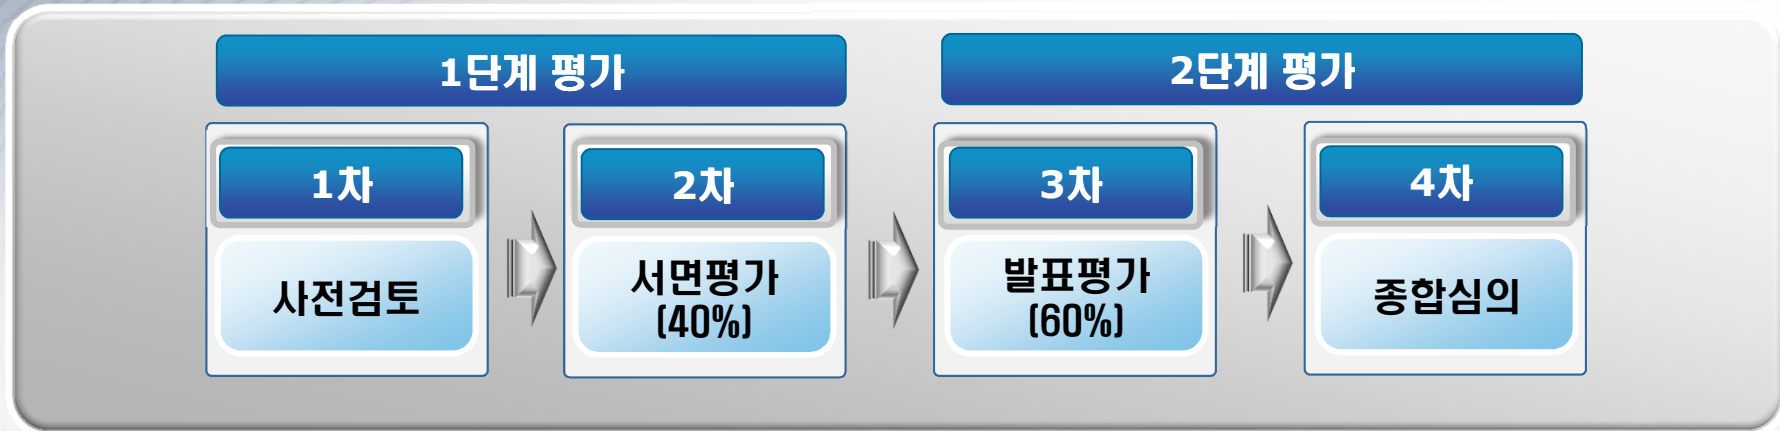 1단계 평가
2단계 평가
1차
2차
3차
4차
사전검토
서면평가
(40%)
발표평가
(60%)
종합심의